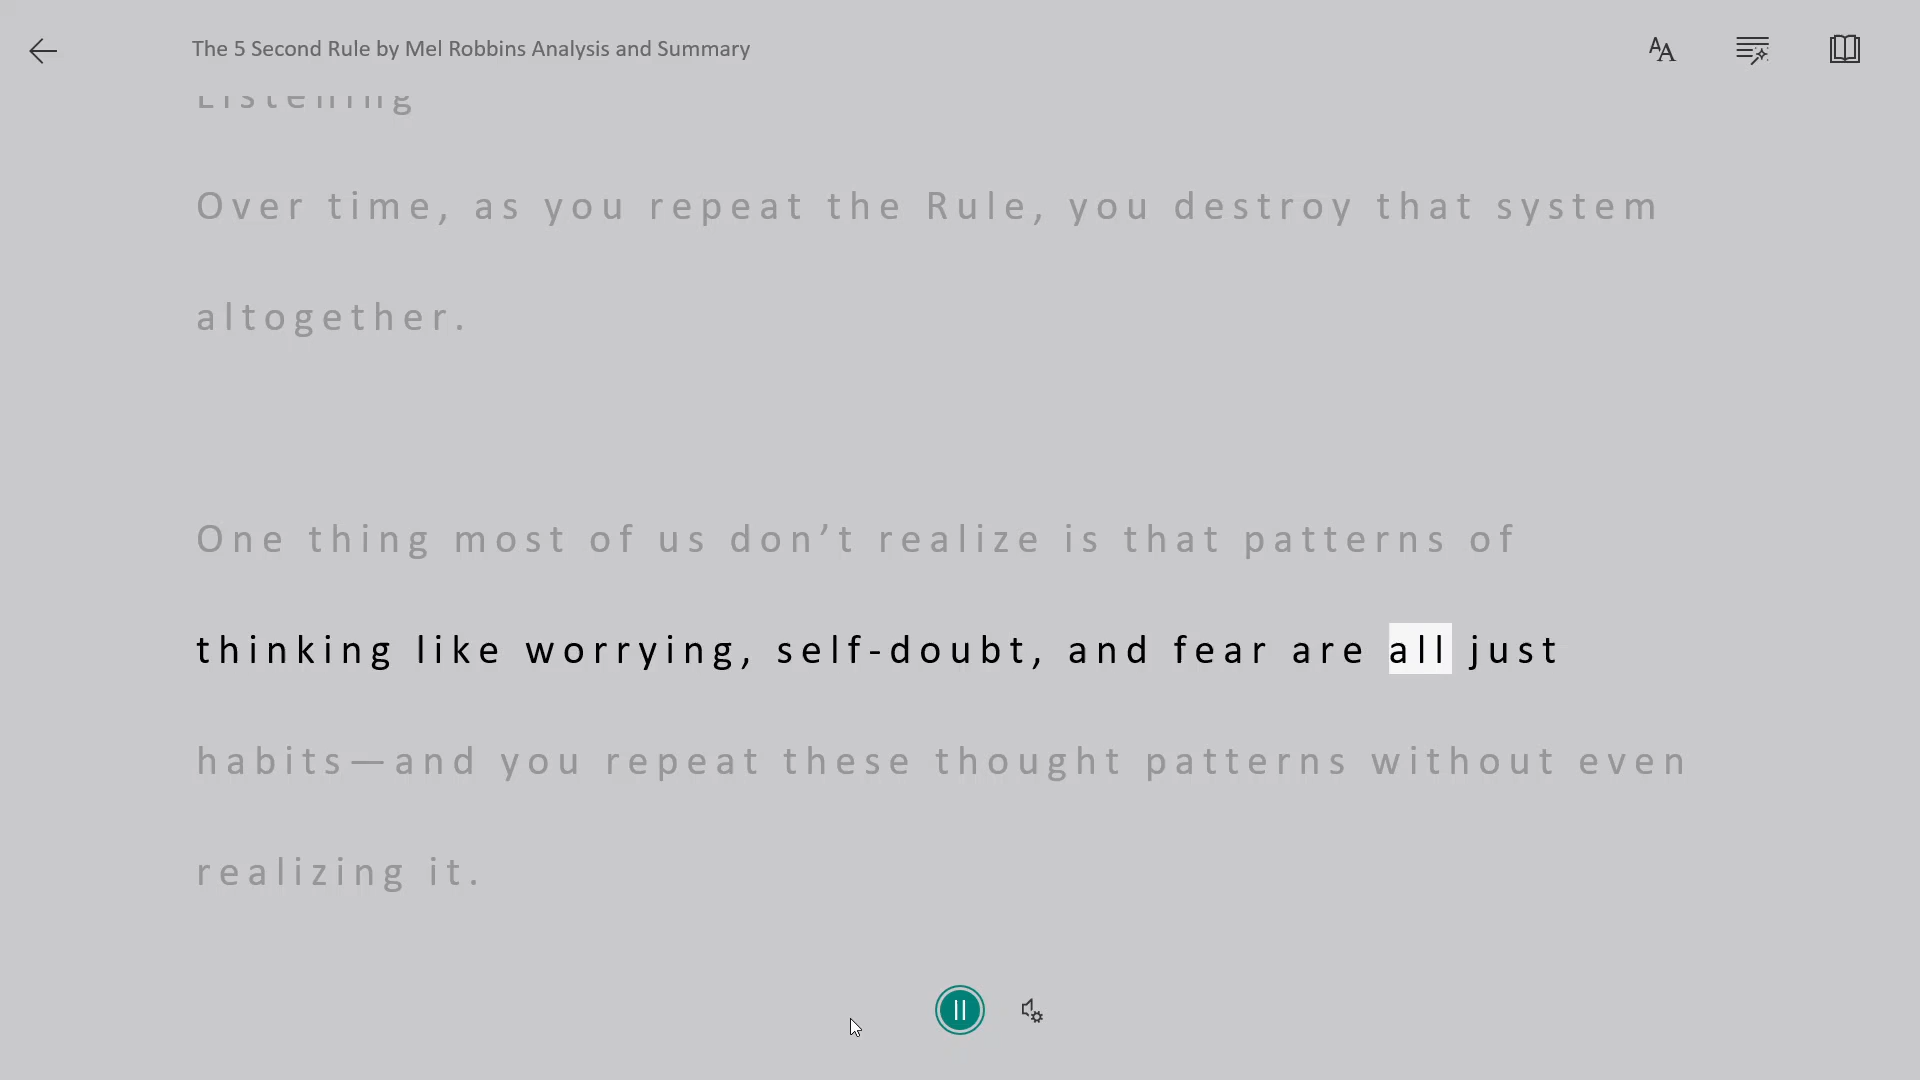 The 5 Second Rule by Mel Robbins Analysis and Summary
Listening
Over time, as you repeat the Rule, you destroy that system
altogether.
One thing most of us don’t realize is that patterns of
thinking like worrying, self-doubt, and fear are all just
habits—and you repeat these thought patterns without even
realizing it.